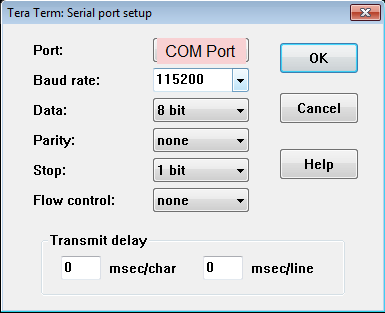 Tera Term: Serial port setup
Port: COM Port OK
Baud rate: 115200
Data: 8 bit Cancel
Parity: none
Stop: 1 bit Help
Flow control: none
Transmit delay
0 msec/char 0 msec/line